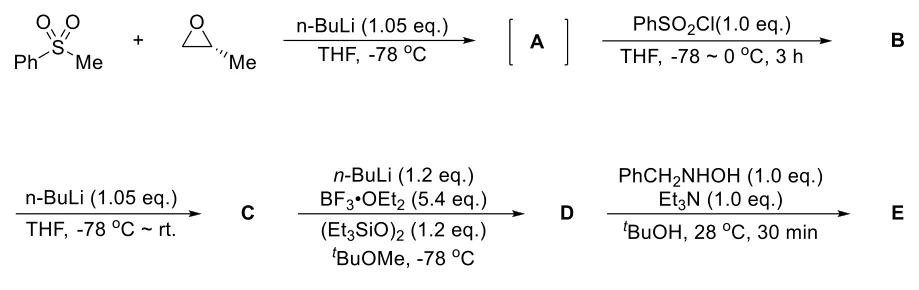 O O
S
Ph Me
+
O
Me
n-BuLi (1.05 eq.)
THF, -78 °C
[ A ]
PhSO2Cl(1.0 eq.)
THF, -78 ~ 0 °C, 3 h
B
n-BuLi (1.05 eq.)
THF, -78 °C ~ rt.
C
n-BuLi (1.2 eq.)
BF3•OEt2 (5.4 eq.)
(Et3SiO)2 (1.2 eq.)
tBuOMe, -78 °C
D
PhCH2NHOH (1.0 eq.)
Et3N (1.0 eq.)
tBuOH, 28 °C, 30 min
E